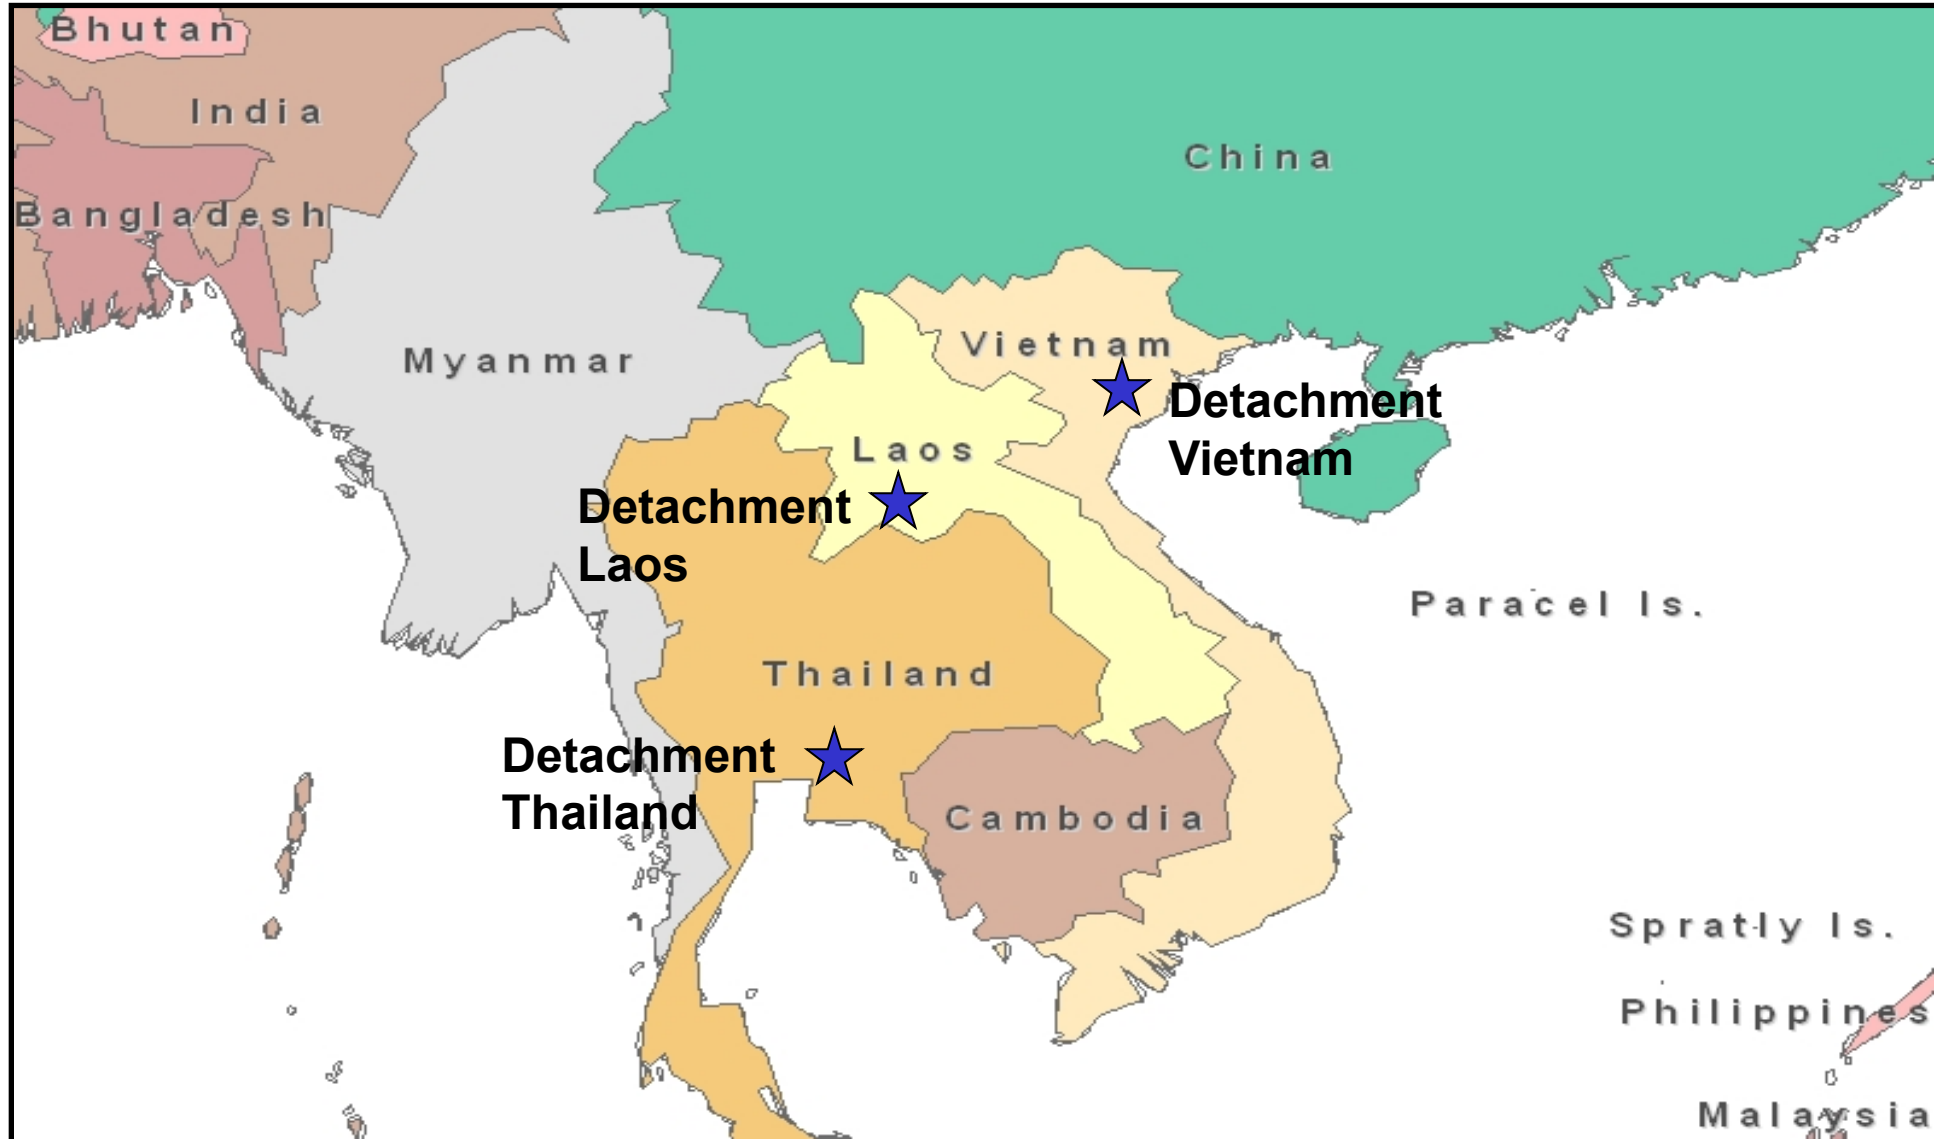 Bhutan
India
China
Bangladesh
Vietnam
Myanmar
Detachment
Vietnam
Laos
Detachment
Laos
Paracel Is.
Thailand
Detachment
Thailand
Cambodia
Spratly Is.
Philippines
Malaysia